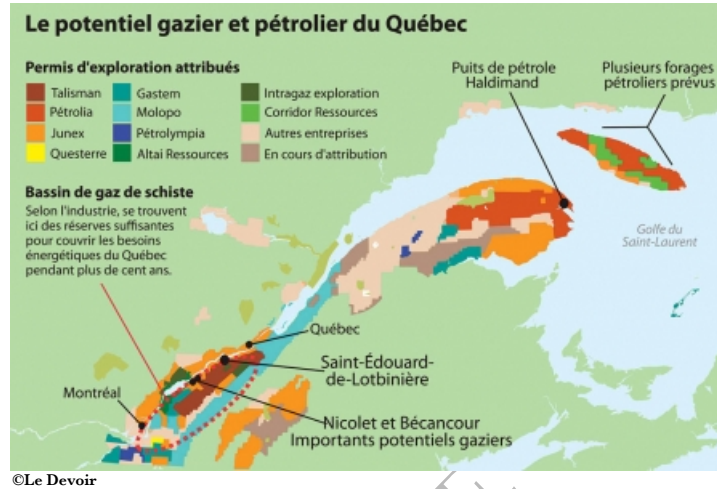 Le potentiel gazier et pétrolier du Québec
Permis d'exploration attribués
Talisman
Pétrolia
Junex
Questerre
Gastem
Molopo
Pétrolympia
Altai Ressources
Intragaz exploration
Corridor Ressources
Autres entreprises
En cours d'attribution
Puits de pétrole
Haldimand
Plusieurs forages
pétroliers prévus
Bassin de gaz de schiste
Selon l'industrie, se trouvent
ici des réserves suffisantes
pour couvrir les besoins
énergétiques du Québec
pendant plus de cent ans.
Golfe du
Saint-Laurent
Québec
Saint-Édouard-
de-Lotbinière
Montréal
Nicolet et Bécancour
Importants potentiels gaziers
©Le Devoir